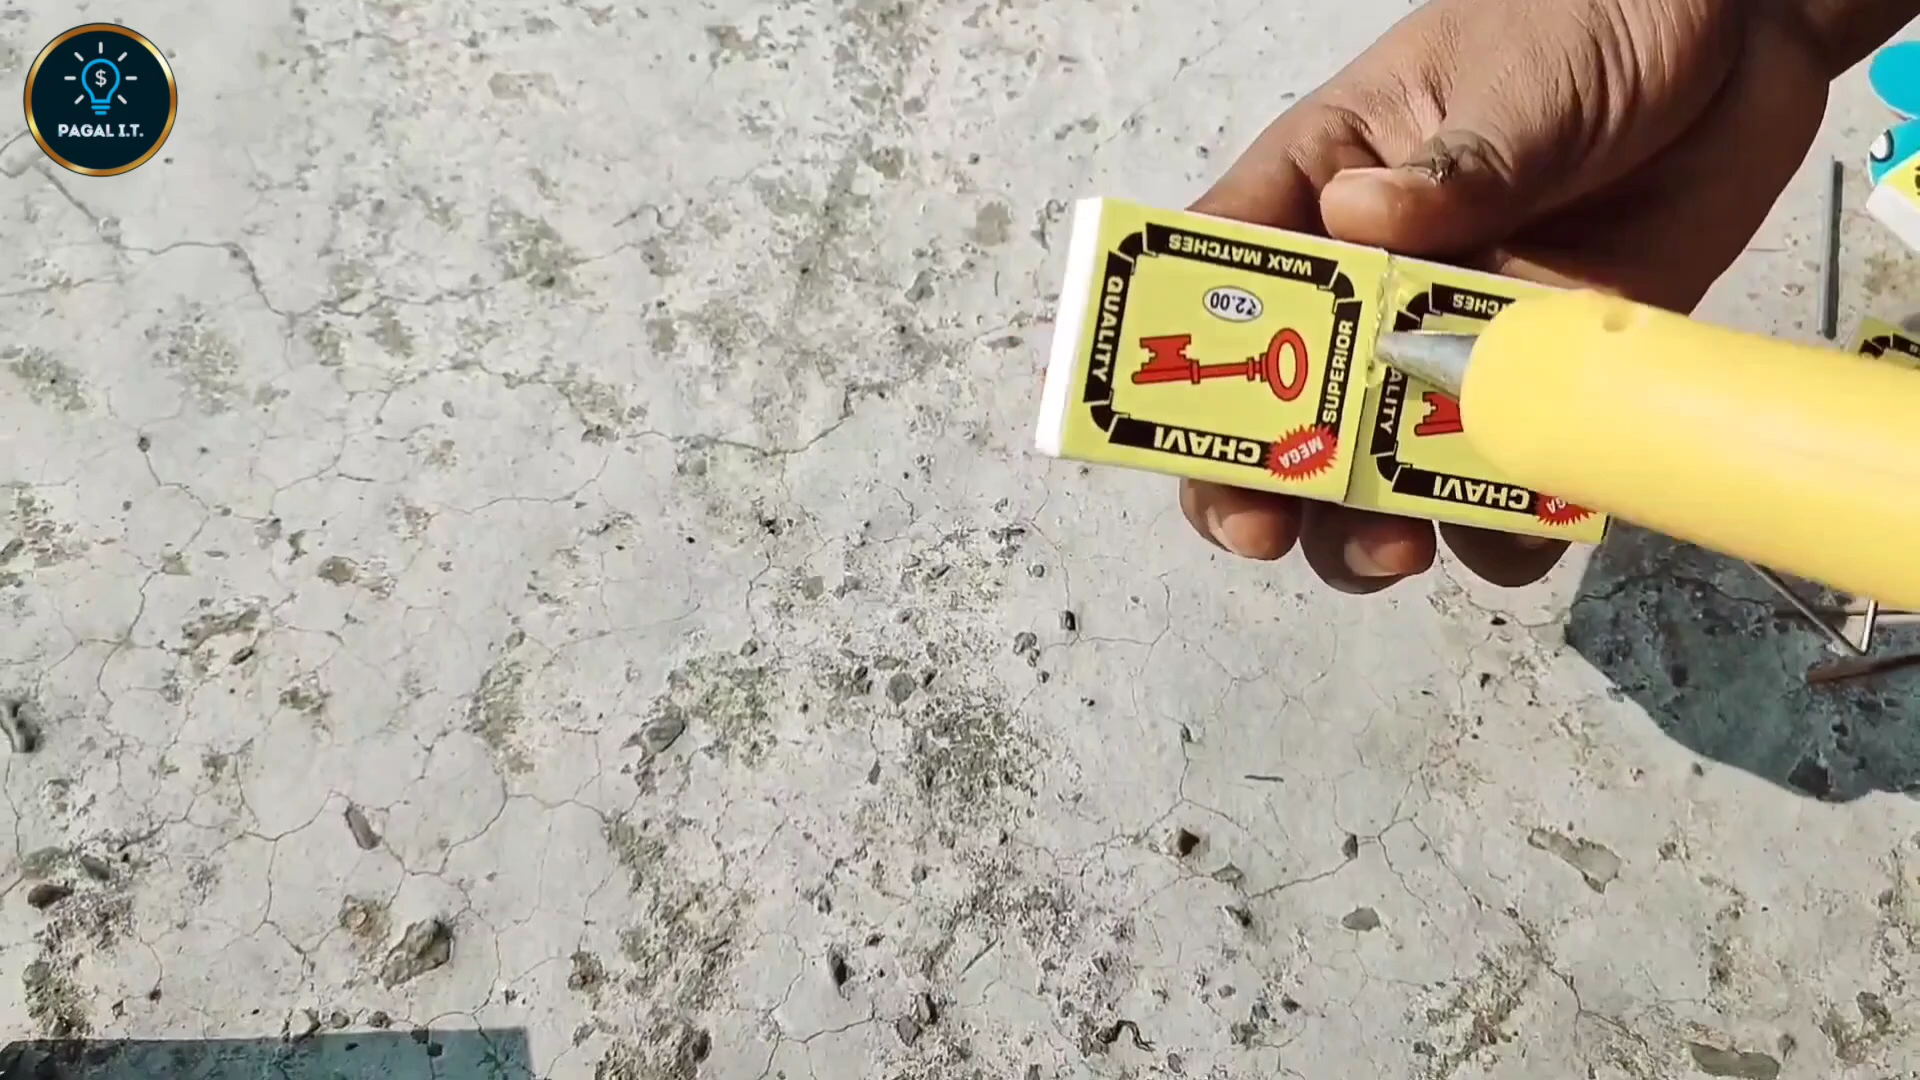 PAGAL I.T.
WAX MATCHES
₹2.00
QUALITY
SUPERIOR
CHAVI
MEGA
CHAVI